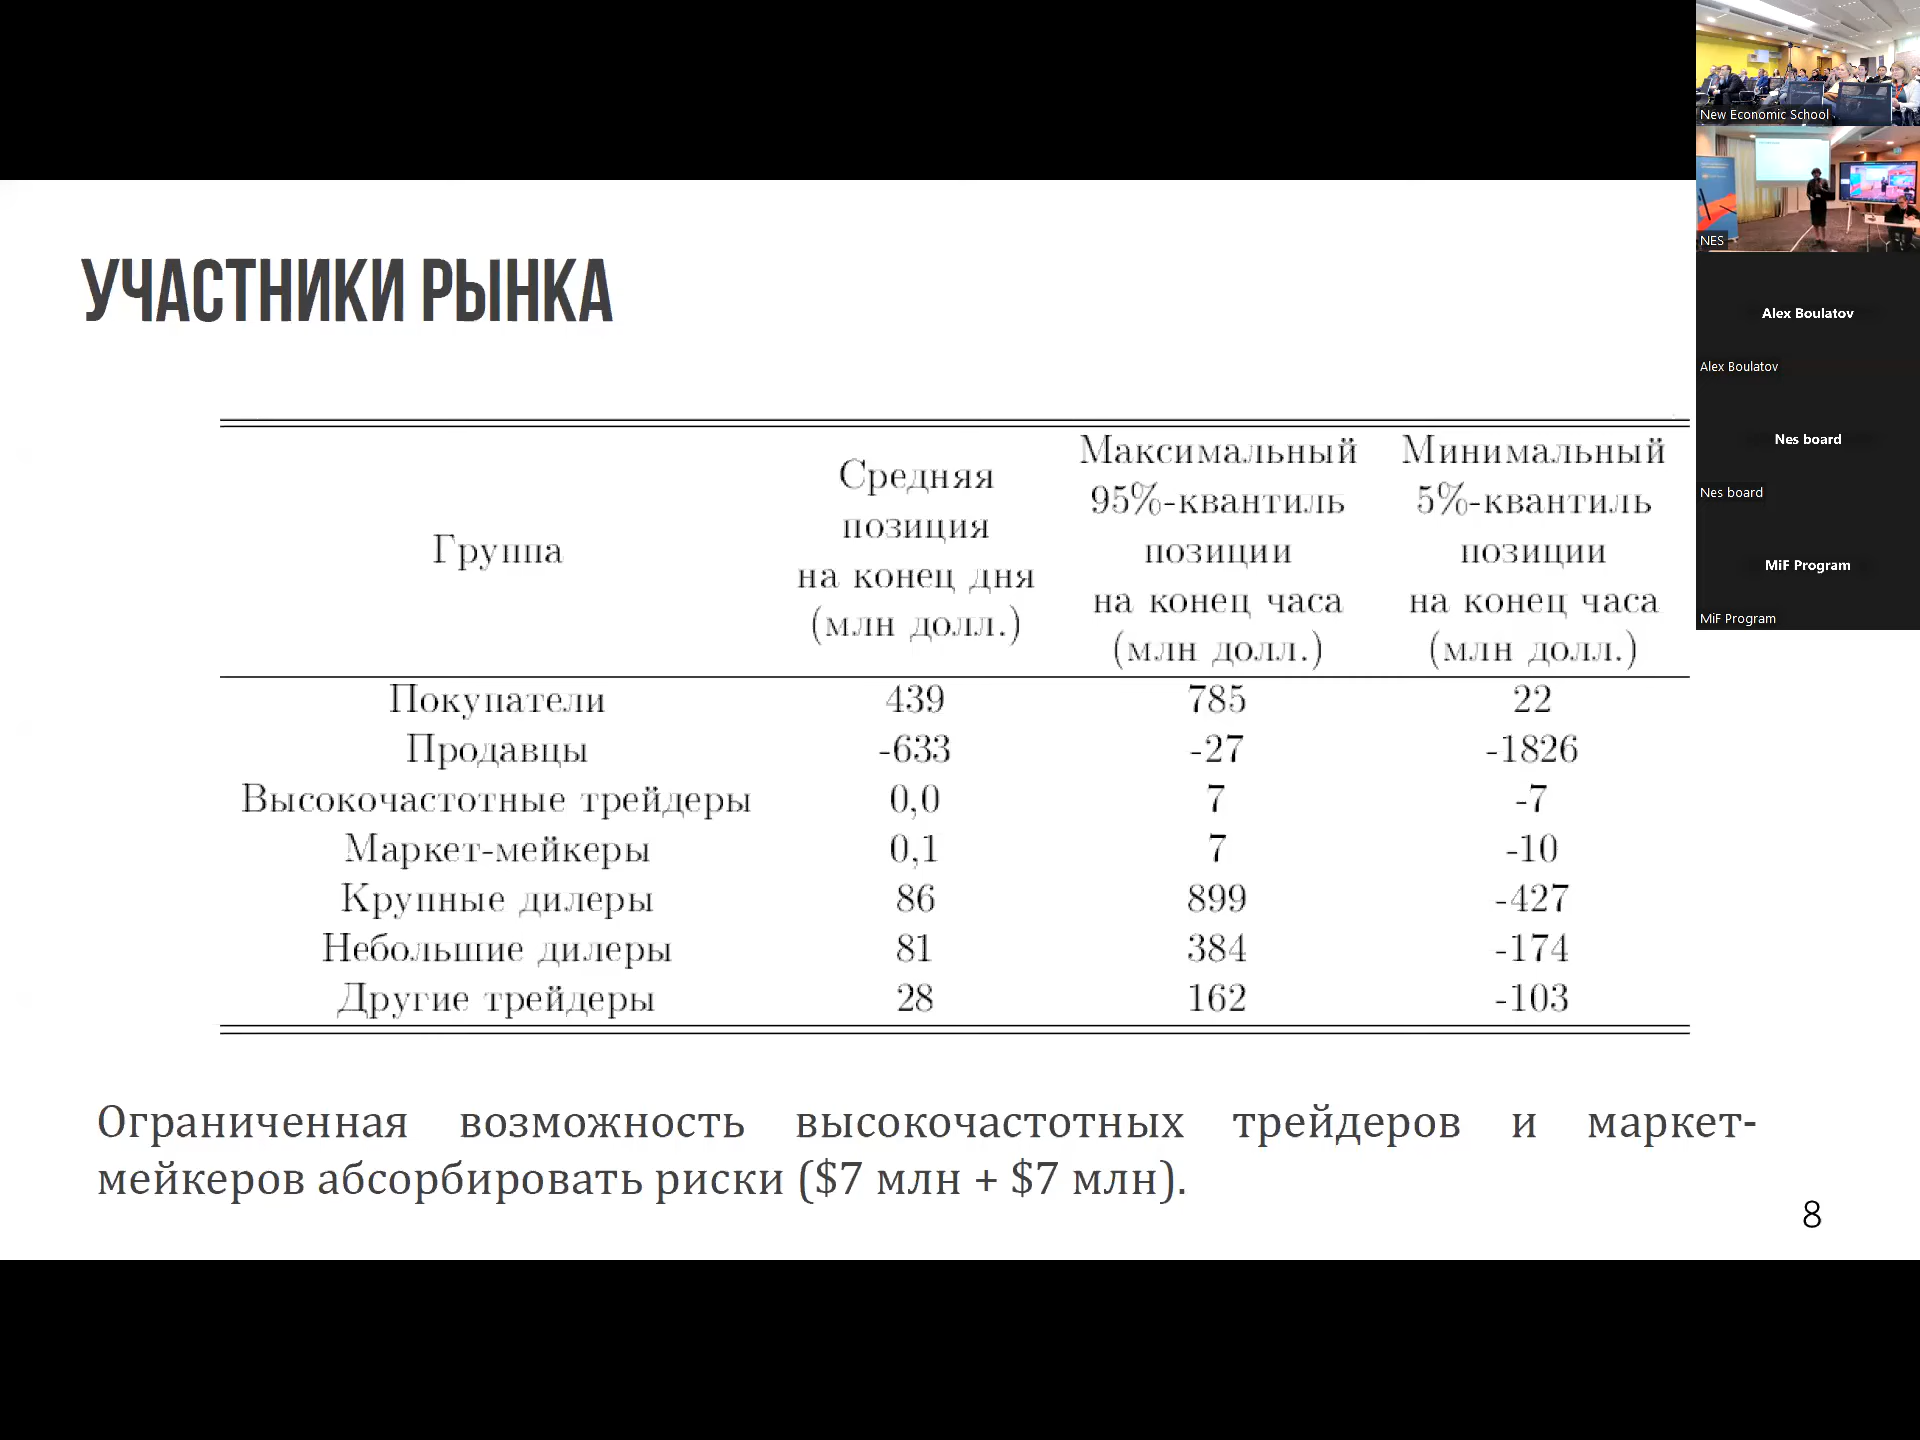 New Economic School
NES
Alex Boulatov
Alex Boulatov
Nes board
Nes board
MiF Program
MiF Program
УЧАСТНИКИ РЫНКА
Группа
Средняя
позиция
на конец дня
(млн долл.)
Максимальный
95%-квантиль
позиции
на конец часа
(млн долл.)
Минимальный
5%-квантиль
позиции
на конец часа
(млн долл.)
Покупатели 439 785 22
Продавцы -633 -27 -1826
Высокочастотные трейдеры 0,0 7 -7
Маркет-мейкеры 0,1 7 -10
Крупные дилеры 86 899 -427
Небольшие дилеры 81 384 -174
Другие трейдеры 28 162 -103
Ограниченная возможность высокочастотных трейдеров и маркет-
мейкеров абсорбировать риски ($7 млн + $7 млн).
8